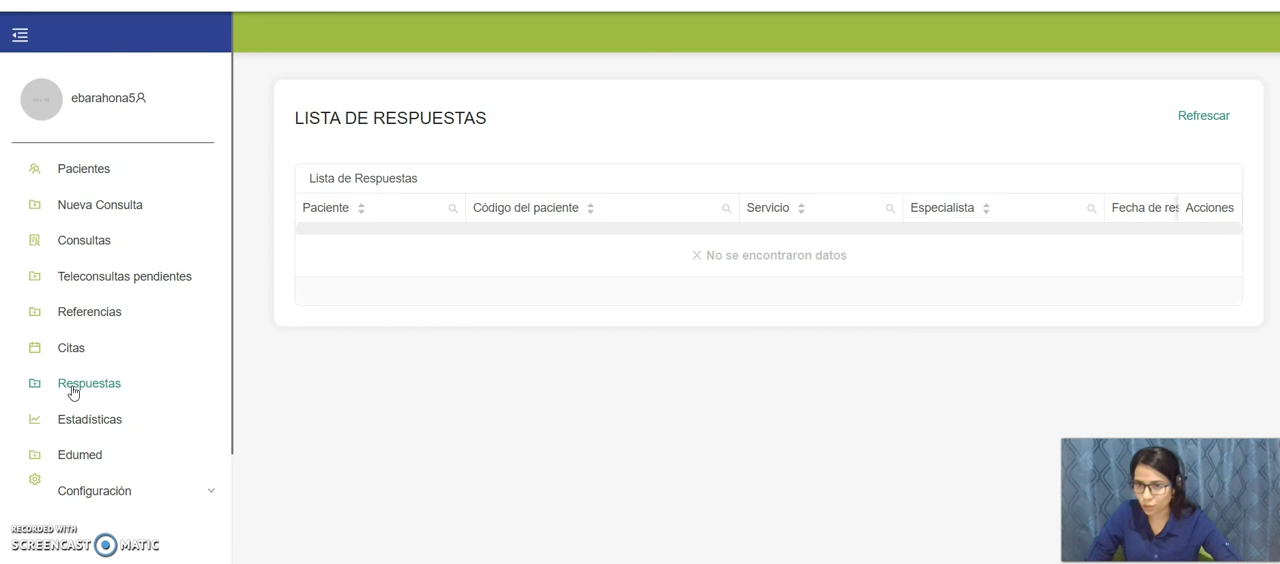 ebarahona5
LISTA DE RESPUESTAS
Refrescar
Pacientes
Nueva Consulta
Consultas
Teleconsultas pendientes
Referencias
Citas
Respuestas
Estadísticas
Edumed
Configuración
Lista de Respuestas
Paciente Código del paciente Servicio Especialista Fecha de res Acciones
No se encontraron datos
RECORDED WITH
SCREENCAST MATIC